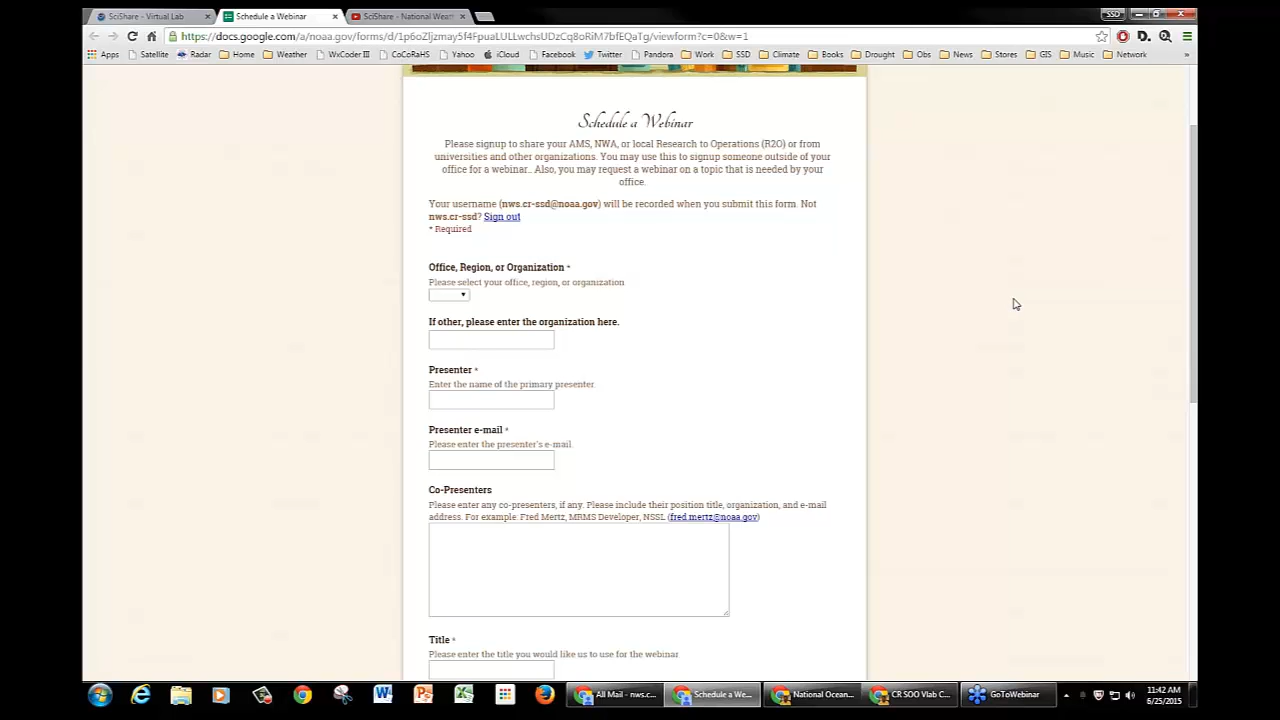 SciShare - Virtual Lab
Schedule a Webinar
SciShare - National Weat
SSD
https://docs.google.com/a/noaa.gov/forms/d/1p6oZljzmay5f4FpuaLULLwchsUDzCq8oRiM7bfEQaTg/viewform?c=0&w=1
Apps Satellite Radar Home Weather WxCoder III CoCoRaHS Yahoo iCloud Facebook Twitter Pandora Work SSD Climate Books Drought Obs News Stores GIS Music Network »
Schedule a Webinar
Please signup to share your AMS, NWA, or local Research to Operations (R2O) or from
universities and other organizations. You may use this to signup someone outside of your
office for a webinar.. Also, you may request a webinar on a topic that is needed by your
office.
Your username (nws.cr-ssd@noaa.gov) will be recorded when you submit this form. Not
nws.cr-ssd? Sign out
* Required
Office, Region, or Organization *
Please select your office, region, or organization
If other, please enter the organization here.
Presenter *
Enter the name of the primary presenter.
Presenter e-mail *
Please enter the presenter's e-mail.
Co-Presenters
Please enter any co-presenters, if any. Please include their position title, organization, and e-mail
address. For example: Fred Mertz, MRMS Developer, NSSL (fred.mertz@noaa.gov)
Title *
Please enter the title you would like us to use for the webinar
All Mail - nws.c...
Schedule a We...
National Ocean...
CR SOO Vlab C...
GoToWebinar
11:42 AM
6/25/2015